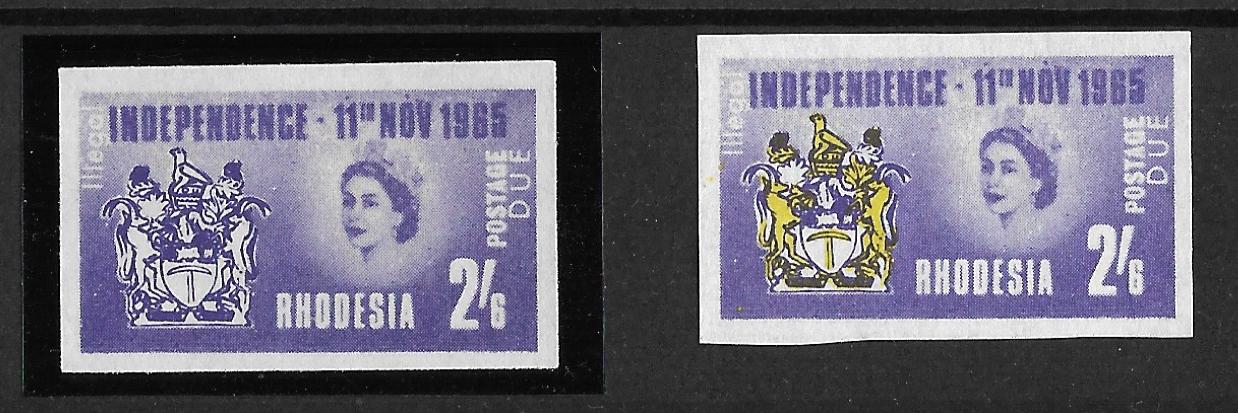 Illegal
INDEPENDENCE · 11TH NOV 1965
POSTAGE
DUE
RHODESIA
2/6
Illegal
INDEPENDENCE · 11TH NOV 1965
POSTAGE
DUE
RHODESIA
2/6